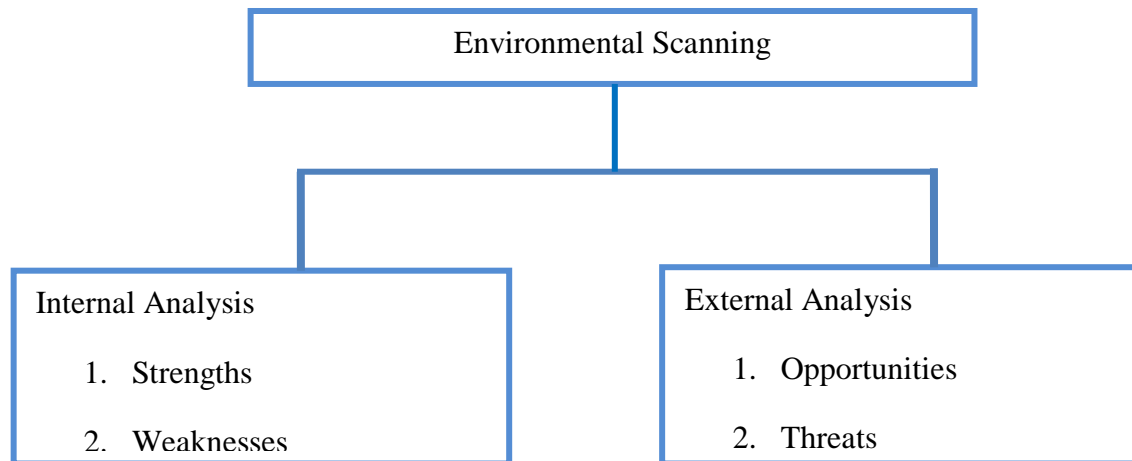 Environmental Scanning
Internal Analysis
1. Strengths
2. Weaknesses
External Analysis
1. Opportunities
2. Threats